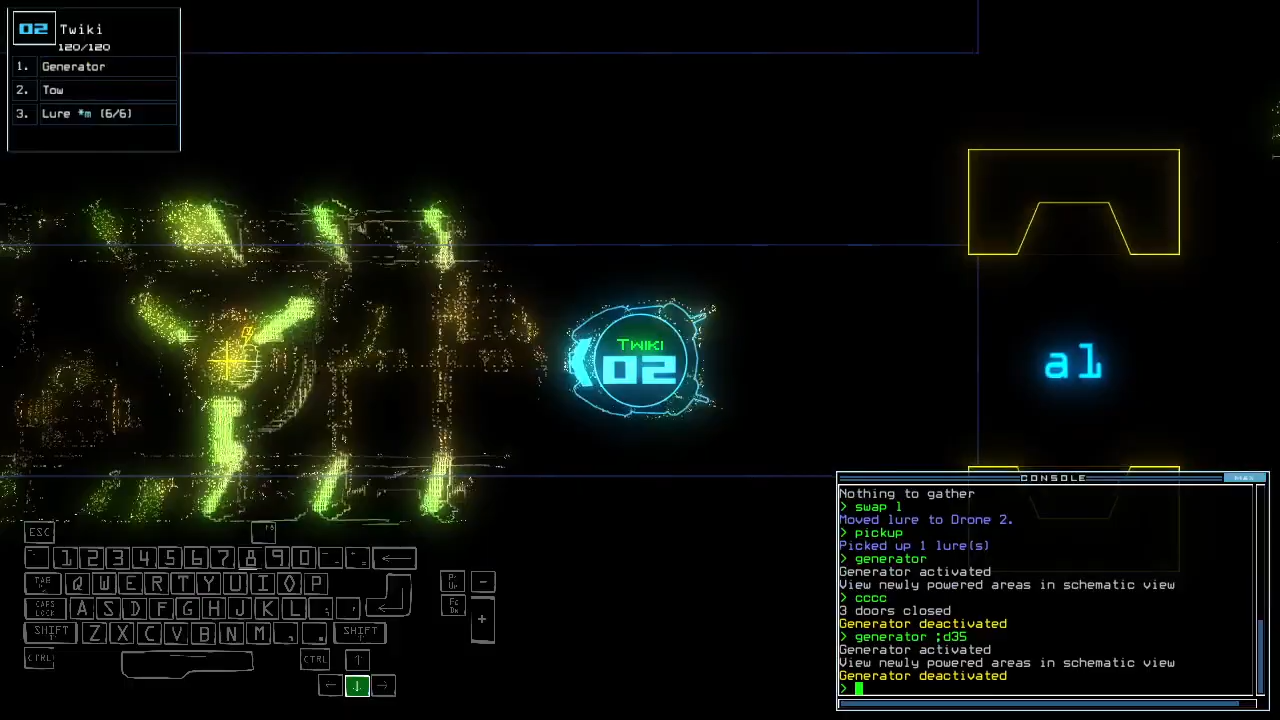 02 Twiki
120/120
1. Generator
2. Tow
3. Lure *m (6/6)
TWIKI
02
a1
CONSOLE
MAX
Nothing to gather
> swap l
Moved lure to Drone 2.
> pickup
Picked up 1 lure(s)
> generator
Generator activated
View newly powered areas in schematic view
> cccc
3 doors closed
Generator deactivated
> generator ;d35
Generator activated
View newly powered areas in schematic view
Generator deactivated
>
ESC
1 2 3 4 5 6 7 8 9 0 - =
TAB Q W E R T Y U I O P
CAPS LOCK A S D F G H J K L ; ,
SHIFT Z X C V B N M , . SHIFT
CTRL CTRL